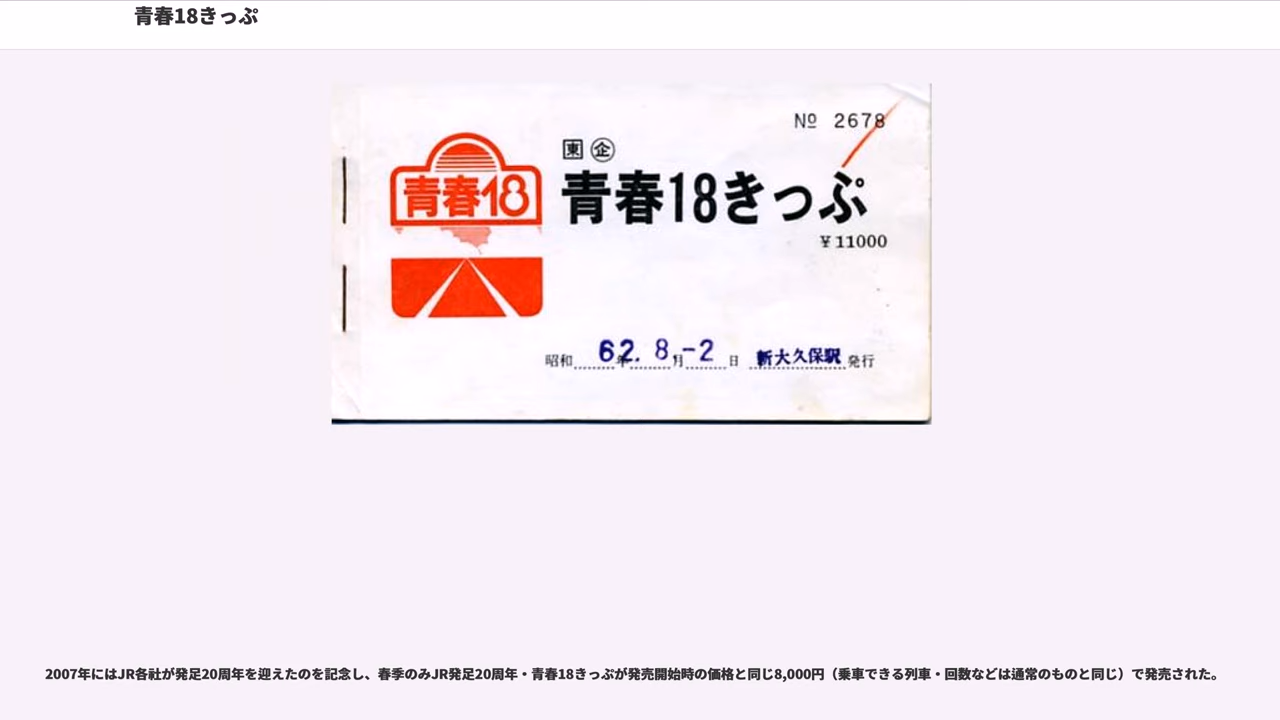 青春18きっぷ
№ 2678
東 企
青春18
青春18きっぷ
¥11000
昭和 62年 8月-2日 新大久保駅 発行
2007年にはJR各社が発足20周年を迎えたのを記念し、春季のみJR発足20周年・青春18きっぷが発売開始時の価格と同じ8,000円（乗車できる列車・回数などは通常のものと同じ）で発売された。